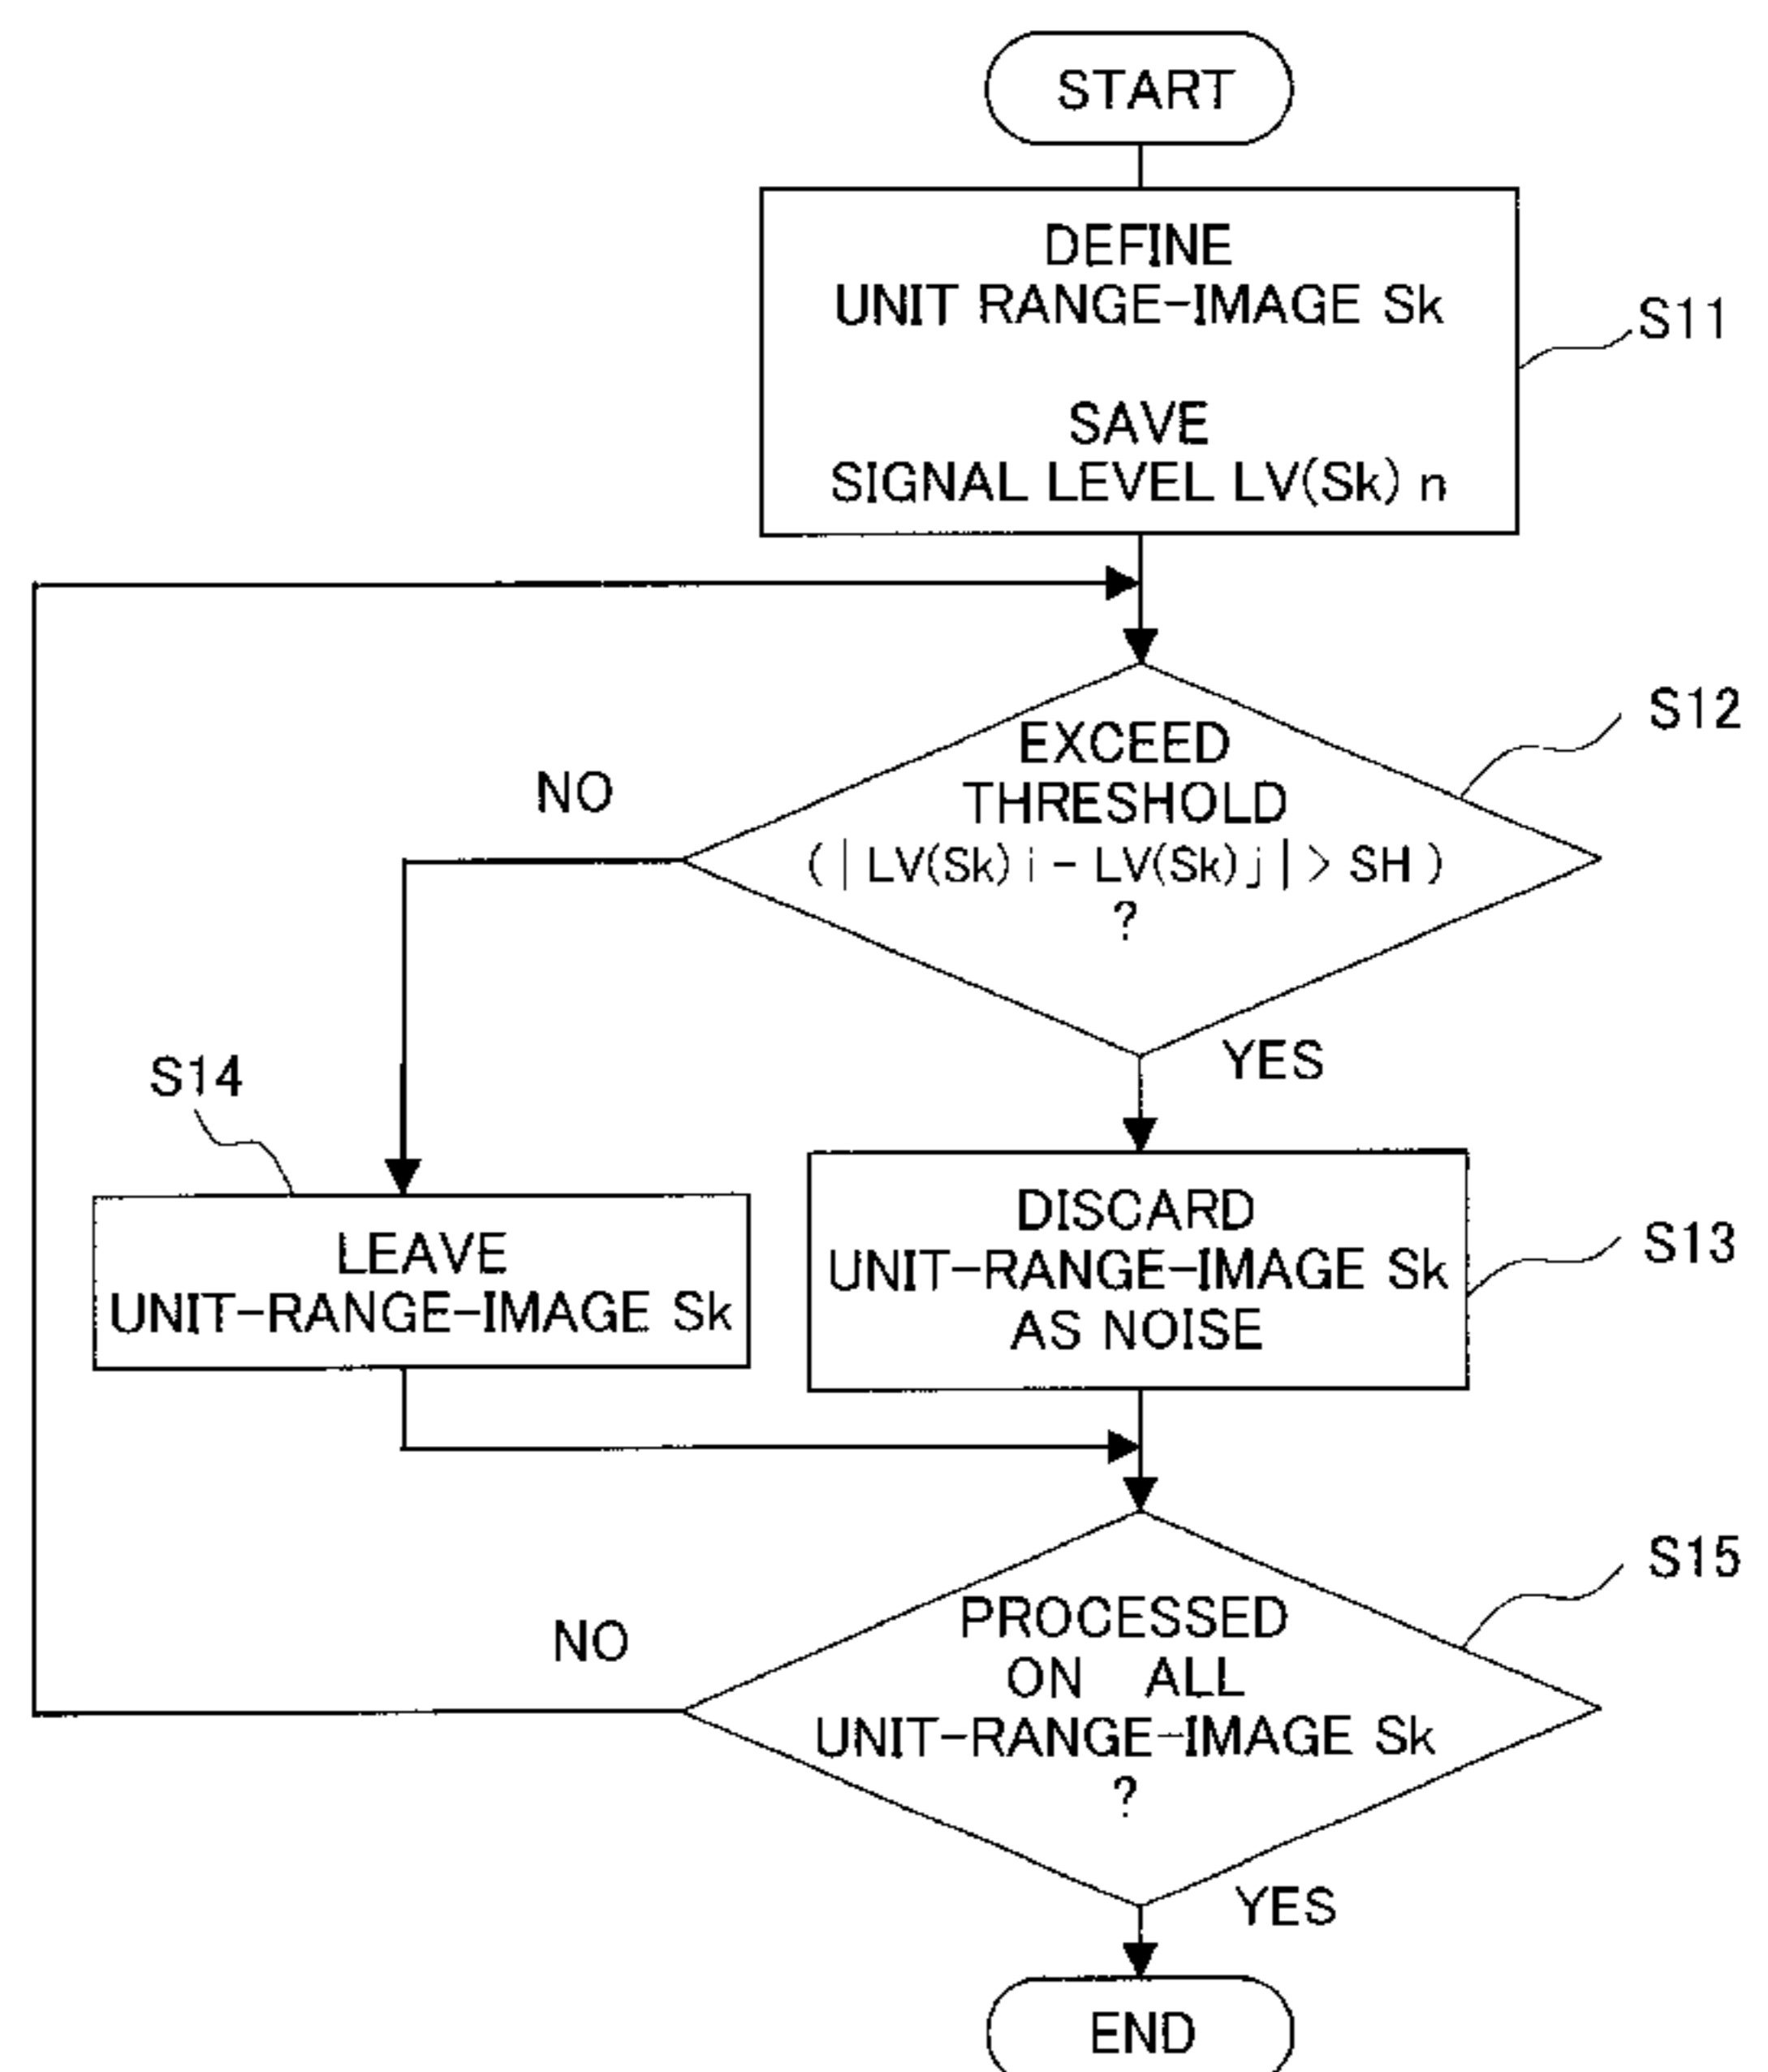 START
DEFINE
UNIT RANGE-IMAGE Sk
SAVE
SIGNAL LEVEL LV(Sk) n
S11
EXCEED
THRESHOLD
( | LV(Sk) i - LV(Sk) j | > SH )
?
S12
NO
YES
S14
LEAVE
UNIT-RANGE-IMAGE Sk
DISCARD
UNIT-RANGE-IMAGE Sk
AS NOISE
S13
PROCESSED
ON ALL
UNIT-RANGE-IMAGE Sk
?
S15
NO
YES
END